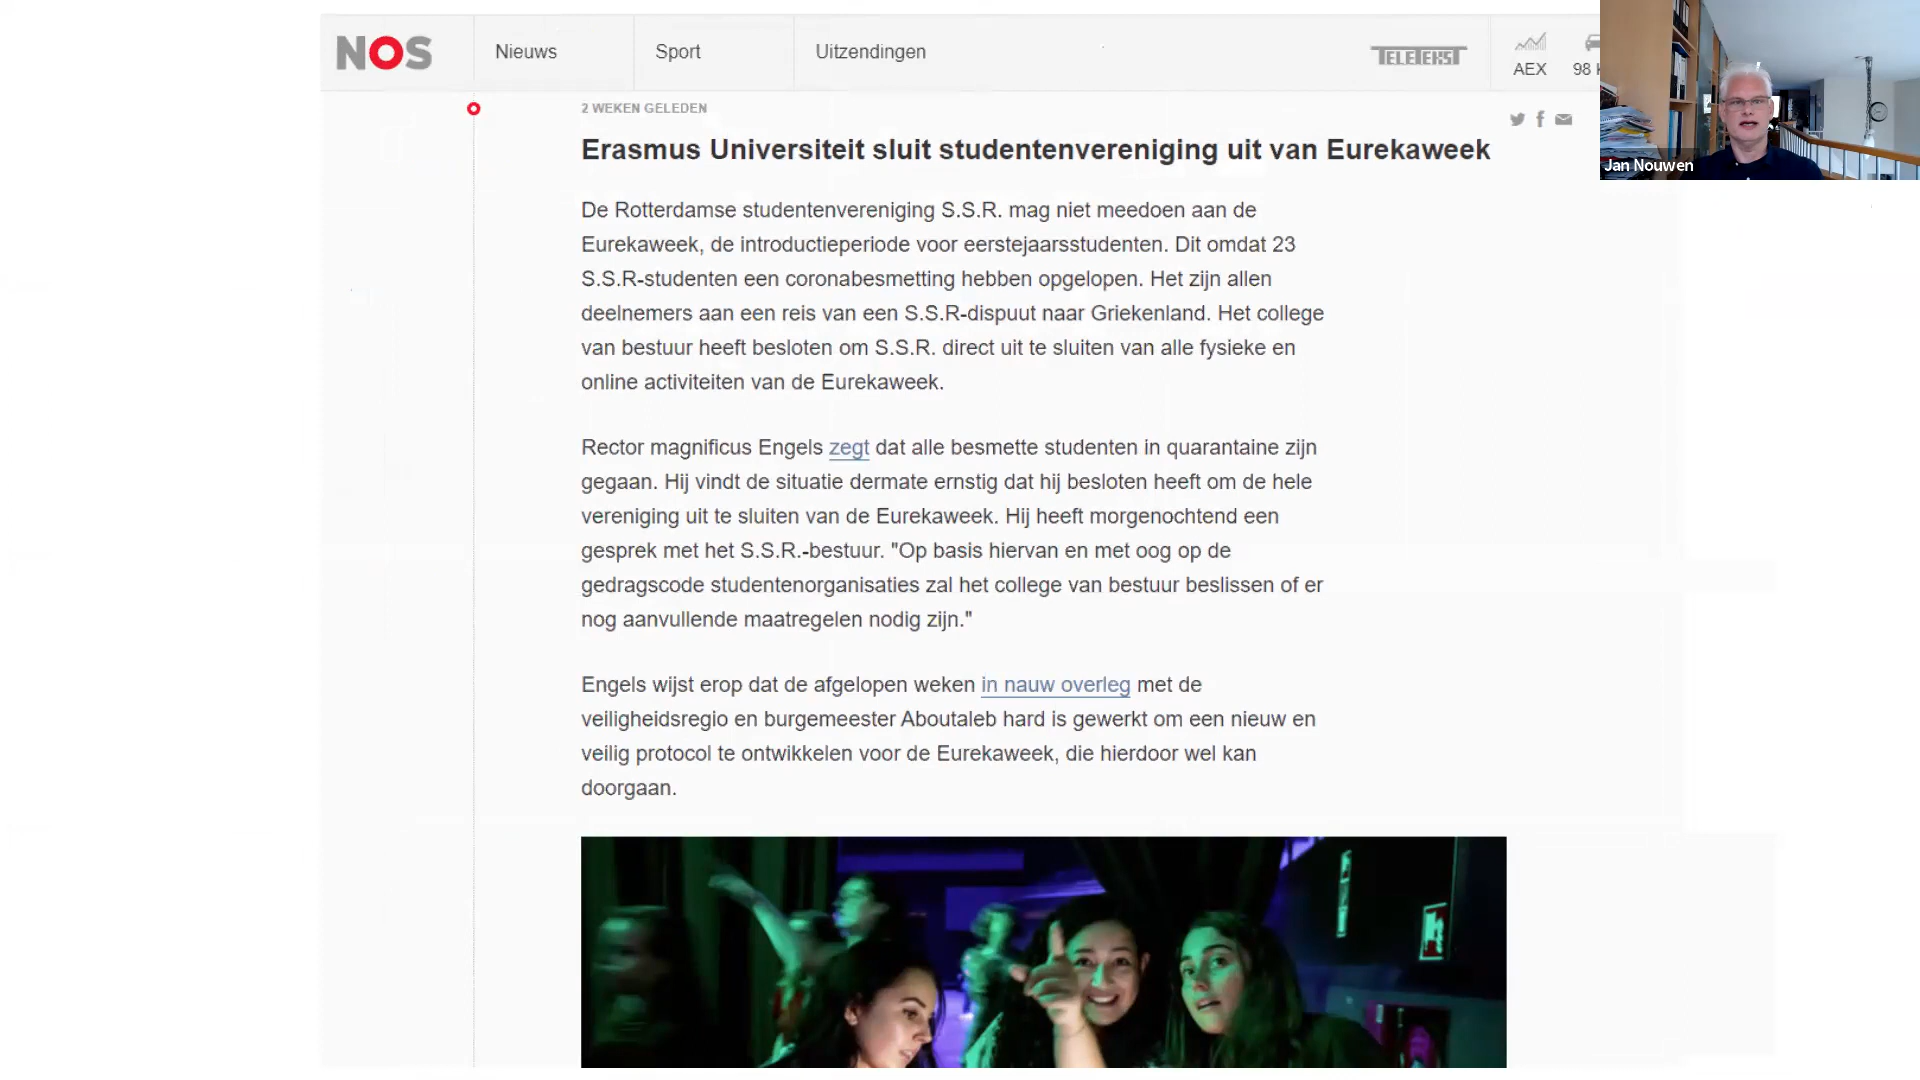 NOS
Nieuws
Sport
Uitzendingen
TELETEKST
AEX
98
Jan Nouwen
2 WEKEN GELEDEN
Erasmus Universiteit sluit studentenvereniging uit van Eurekaweek
De Rotterdamse studentenvereniging S.S.R. mag niet meedoen aan de
Eurekaweek, de introductieperiode voor eerstejaarsstudenten. Dit omdat 23
S.S.R-studenten een coronabesmetting hebben opgelopen. Het zijn allen
deelnemers aan een reis van een S.S.R-dispuut naar Griekenland. Het college
van bestuur heeft besloten om S.S.R. direct uit te sluiten van alle fysieke en
online activiteiten van de Eurekaweek.
Rector magnificus Engels zegt dat alle besmette studenten in quarantaine zijn
gegaan. Hij vindt de situatie dermate ernstig dat hij besloten heeft om de hele
vereniging uit te sluiten van de Eurekaweek. Hij heeft morgenochtend een
gesprek met het S.S.R.-bestuur. "Op basis hiervan en met oog op de
gedragscode studentenorganisaties zal het college van bestuur beslissen of er
nog aanvullende maatregelen nodig zijn."
Engels wijst erop dat de afgelopen weken in nauw overleg met de
veiligheidsregio en burgemeester Aboutaleb hard is gewerkt om een nieuw en
veilig protocol te ontwikkelen voor de Eurekaweek, die hierdoor wel kan
doorgaan.